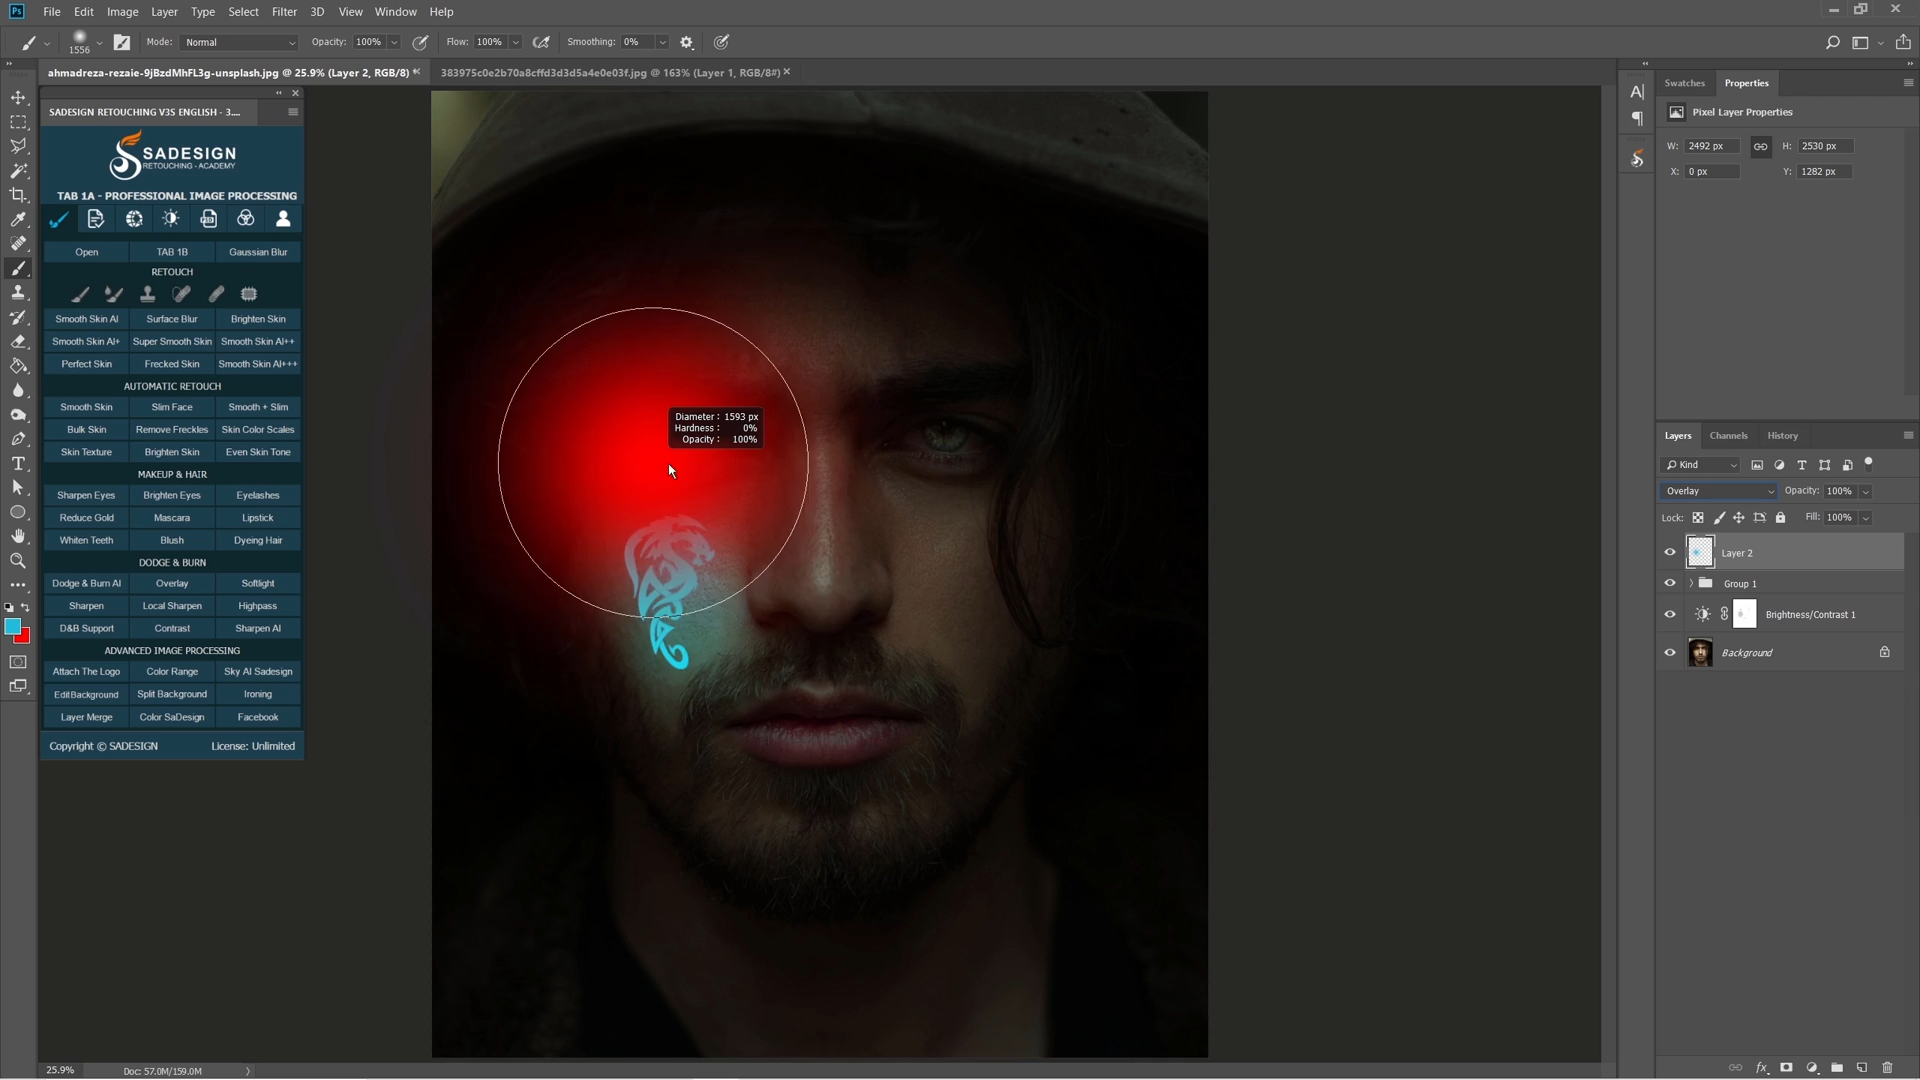 Ps File Edit Image Layer Type Select Filter 3D View Window Help
1556 Mode: Normal Opacity: 100% Flow: 100% Smoothing: 0%
ahmadreza-rezaie-9jBzdMhFL3g-unsplash.jpg @ 25.9% (Layer 2, RGB/8) *
383975c0e2b70a8cffd3d3d5a4e0e03f.jpg @ 163% (Layer 1, RGB/8#)
SADESIGN RETOUCHING V3S ENGLISH - 3....
SADESIGN
RETOUCHING - ACADEMY
TAB 1A - PROFESSIONAL IMAGE PROCESSING
Open TAB 1B Gaussian Blur
RETOUCH
Smooth Skin AI Surface Blur Brighten Skin
Smooth Skin AI+ Super Smooth Skin Smooth Skin AI++
Perfect Skin Frecked Skin Smooth Skin AI+++
AUTOMATIC RETOUCH
Smooth Skin Slim Face Smooth + Slim
Bulk Skin Remove Freckles Skin Color Scales
Skin Texture Brighten Skin Even Skin Tone
MAKEUP & HAIR
Sharpen Eyes Brighten Eyes Eyelashes
Reduce Gold Mascara Lipstick
Whiten Teeth Blush Dyeing Hair
DODGE & BURN
Dodge & Burn AI Overlay Softlight
Sharpen Local Sharpen Highpass
D&B Support Contrast Sharpen AI
ADVANCED IMAGE PROCESSING
Attach The Logo Color Range Sky AI Sadesign
EditBackground Split Background Ironing
Layer Merge Color SaDesign Facebook
Copyright © SADESIGN License: Unlimited
Diameter : 1593 px
Hardness : 0%
Opacity : 100%
Swatches Properties
Pixel Layer Properties
W: 2492 px H: 2530 px
X: 0 px Y: 1282 px
Layers Channels History
Kind
Overlay Opacity: 100%
Lock: Fill: 100%
Layer 2
Group 1
Brightness/Contrast 1
Background
25.9% Doc: 57.0M/159.0M